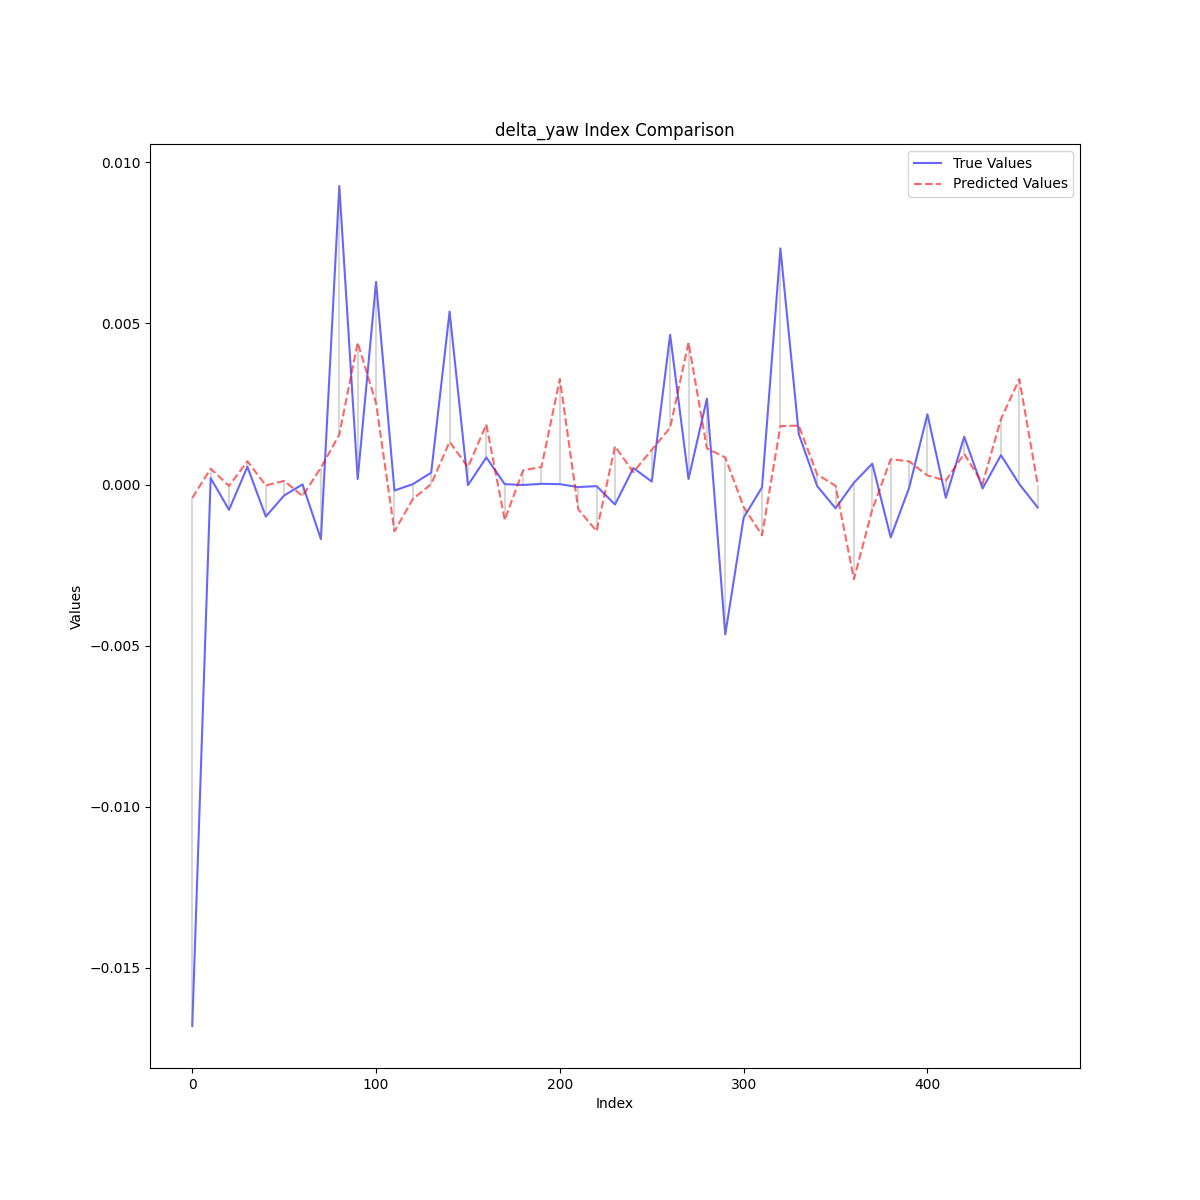 delta_yaw Index Comparison
True Values
Predicted Values
0.010
0.005
0.000
−0.005
−0.010
−0.015
Values
0
100
200
300
400
Index